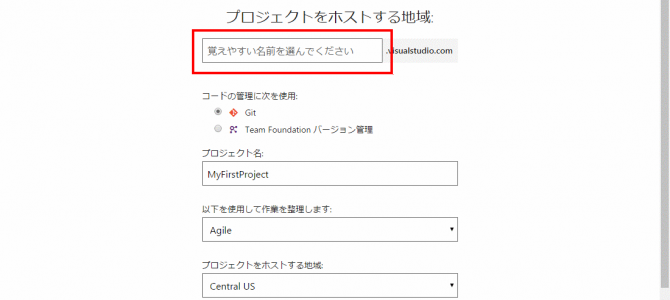 プロジェクトをホストする地域:
覚えやすい名前を選んでください
.visualstudio.com
コードの管理に次を使用:
Git
Team Foundation バージョン管理
プロジェクト名:
MyFirstProject
以下を使用して作業を整理します:
Agile
プロジェクトをホストする地域:
Central US